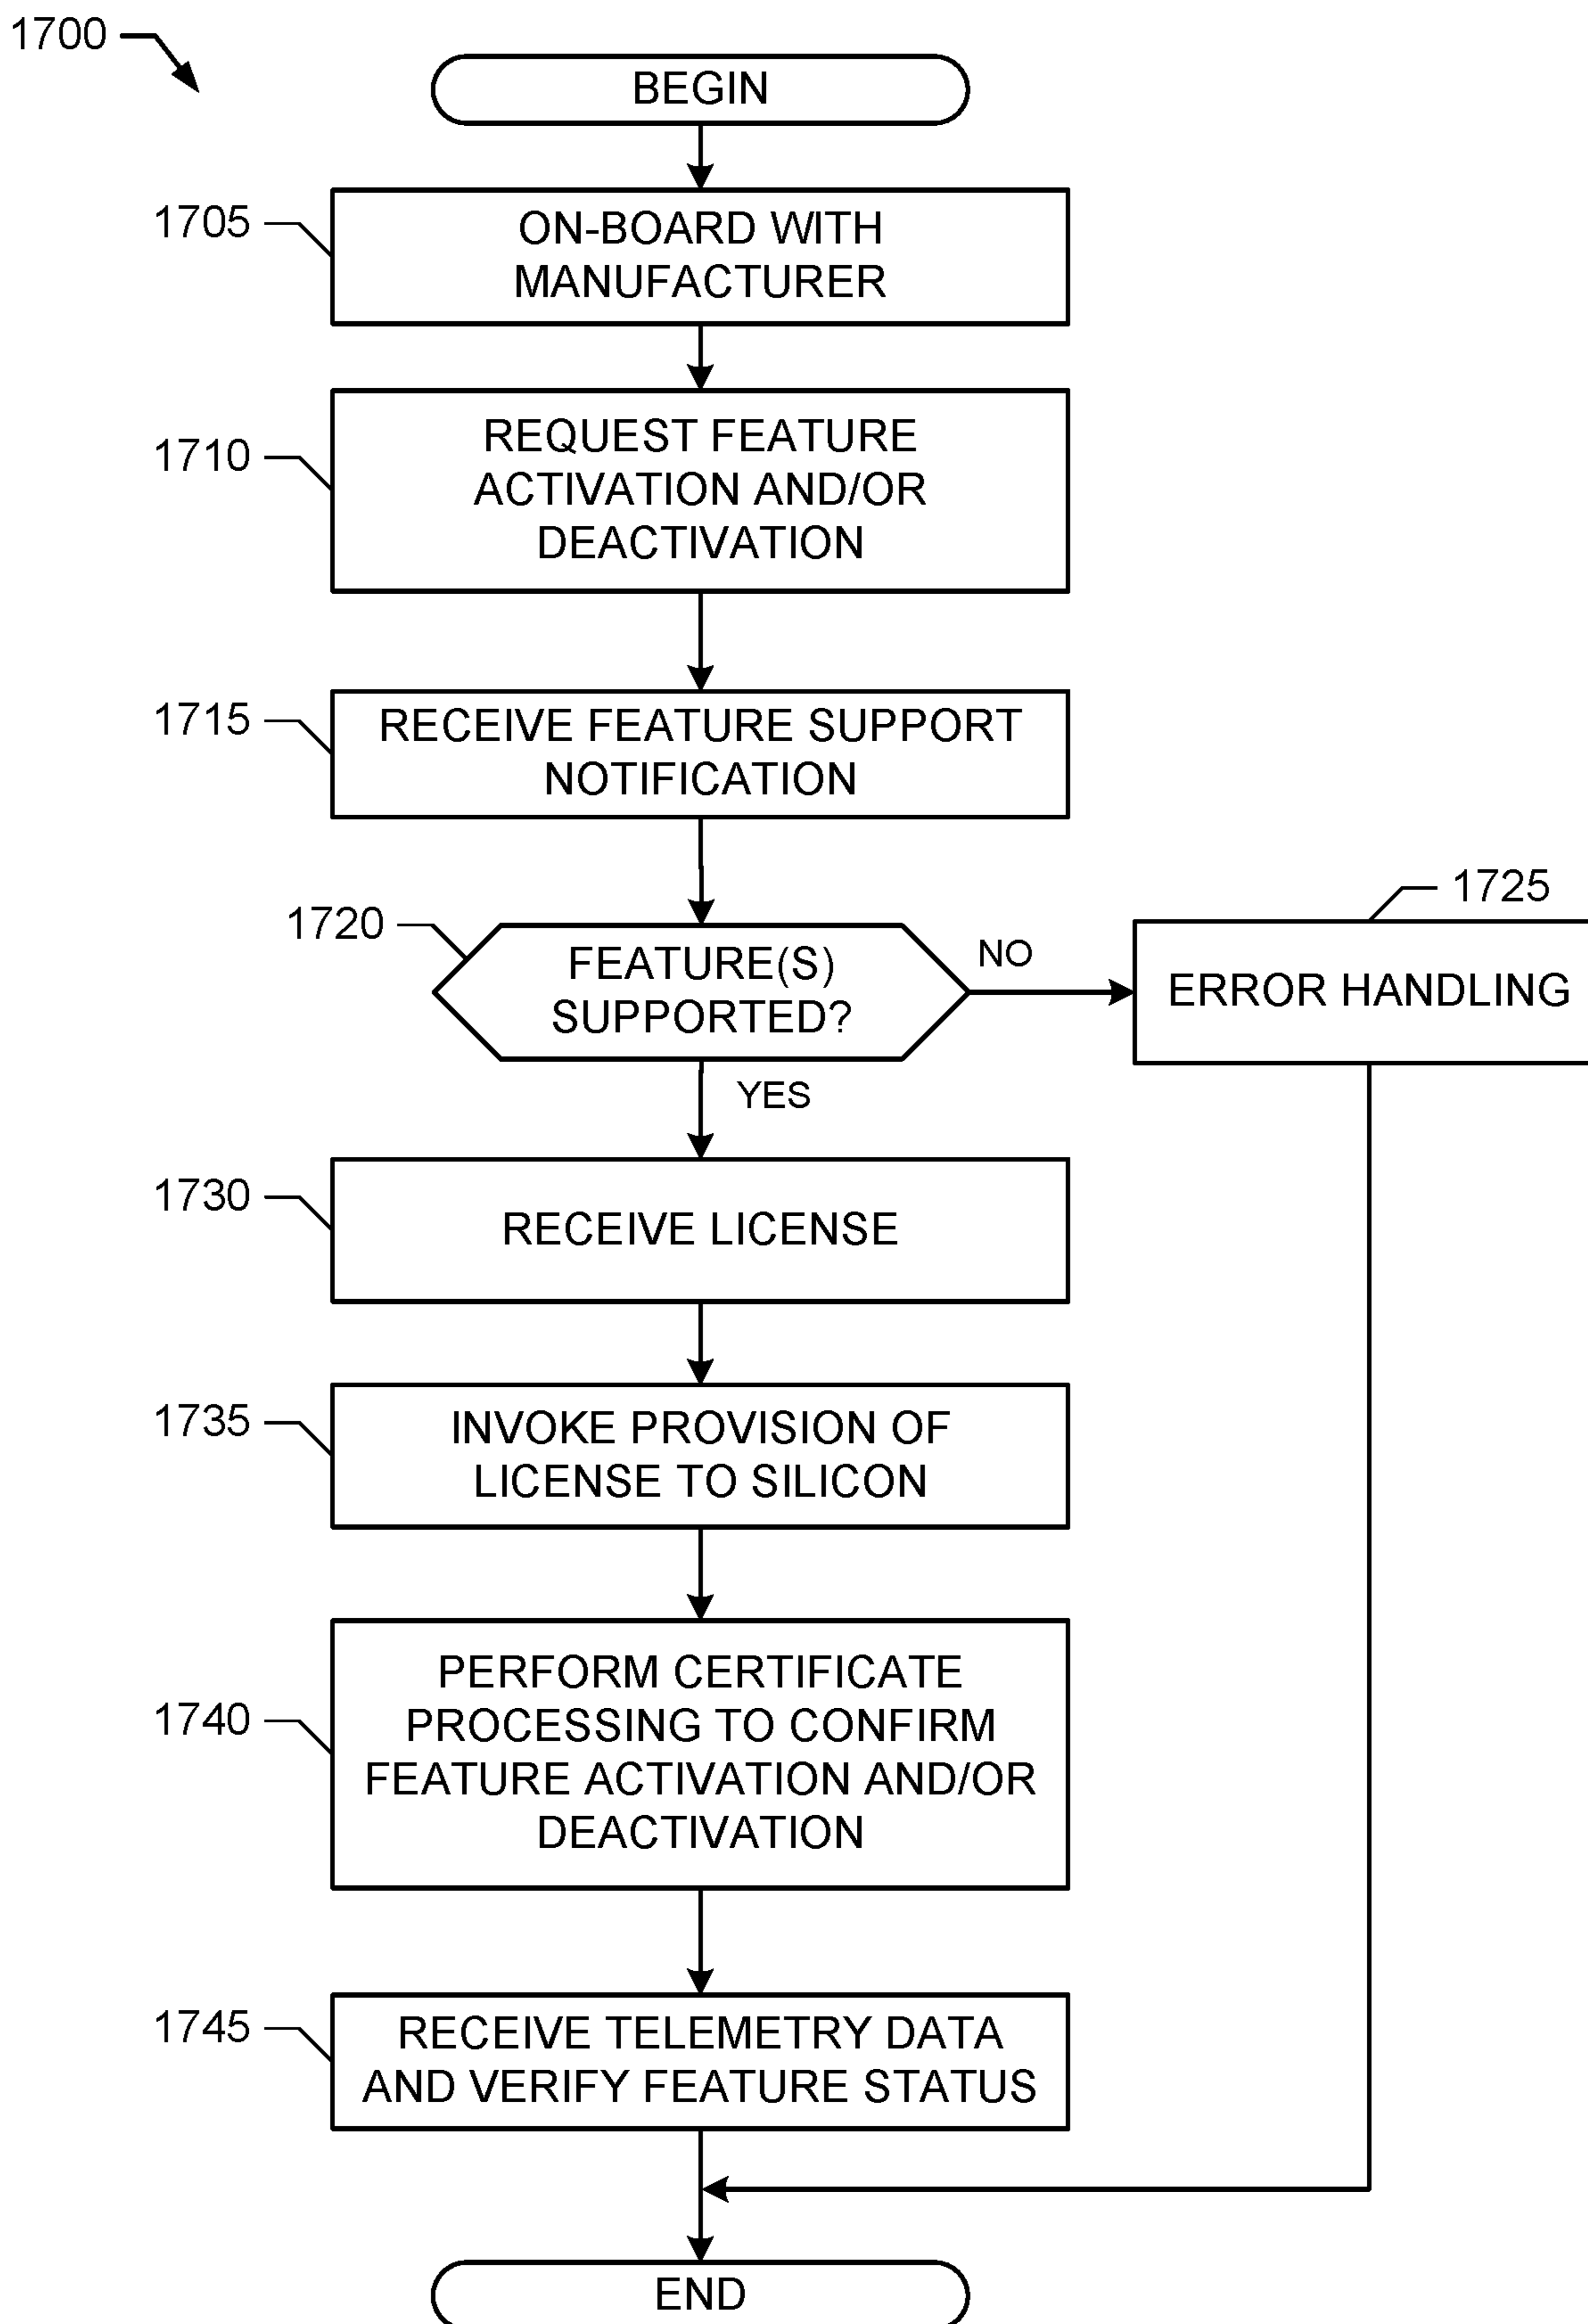 1700
BEGIN
1705
ON-BOARD WITH
MANUFACTURER
1710
REQUEST FEATURE
ACTIVATION AND/OR
DEACTIVATION
1715
RECEIVE FEATURE SUPPORT
NOTIFICATION
1720
FEATURE(S)
SUPPORTED?
NO
1725
ERROR HANDLING
YES
1730
RECEIVE LICENSE
1735
INVOKE PROVISION OF
LICENSE TO SILICON
1740
PERFORM CERTIFICATE
PROCESSING TO CONFIRM
FEATURE ACTIVATION AND/OR
DEACTIVATION
1745
RECEIVE TELEMETRY DATA
AND VERIFY FEATURE STATUS
END